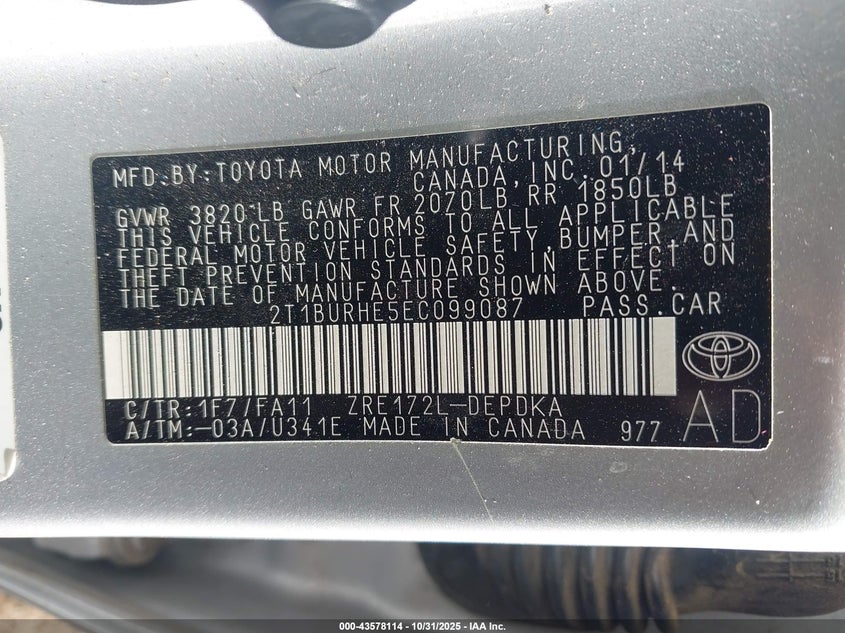 MFD.BY:TOYOTA MOTOR MANUFACTURING,
CANADA,INC. 01/14
GVWR 3820 LB GAWR FR 2070LB RR 1850LB
THIS VEHICLE CONFORMS TO ALL APPLICABLE
FEDERAL MOTOR VEHICLE SAFETY,BUMPER,AND
THEFT PREVENTION STANDARDS IN EFFECT ON
THE DATE OF MANUFACTURE SHOWN ABOVE.
2T1BURHE5EC099087 PASS.CAR
C/TR:1F7/FA11 ZRE172L-DEPDKA
A/TM:-03A/U341E MADE IN CANADA 977
AD
000-43578114 • 10/31/2025 • IAA Inc.